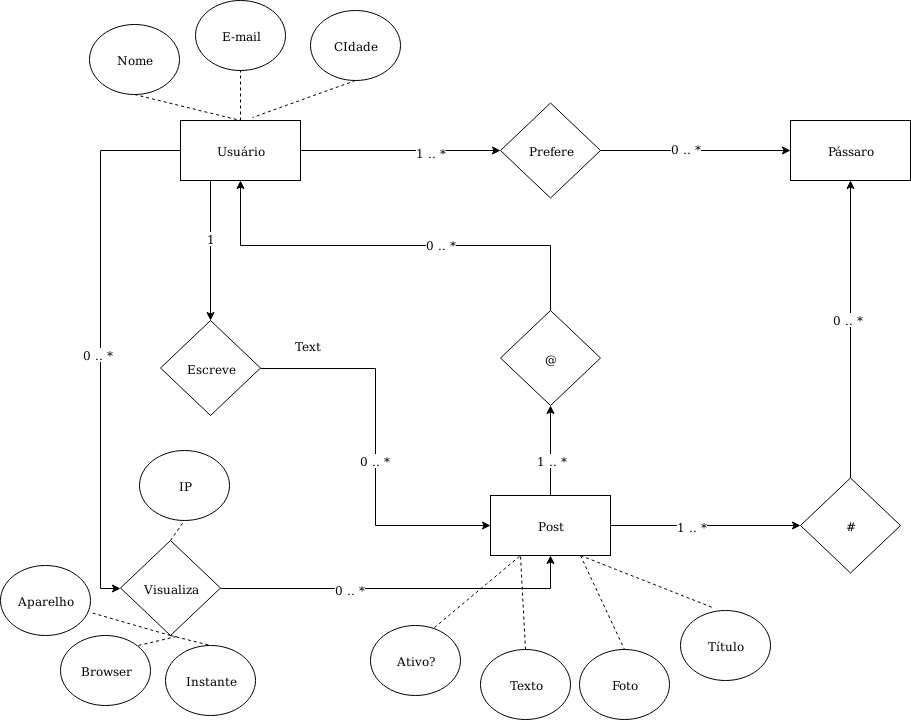 E-mail
CIdade
Nome
Usuário
1 .. *
Prefere
0 .. *
Pássaro
1
0 .. *
0 .. *
0 .. *
Text
@
Escreve
0 .. *
1 .. *
IP
Post
1 .. *
#
Visualiza
0 .. *
Aparelho
Título
Ativo?
Browser
Instante
Texto
Foto